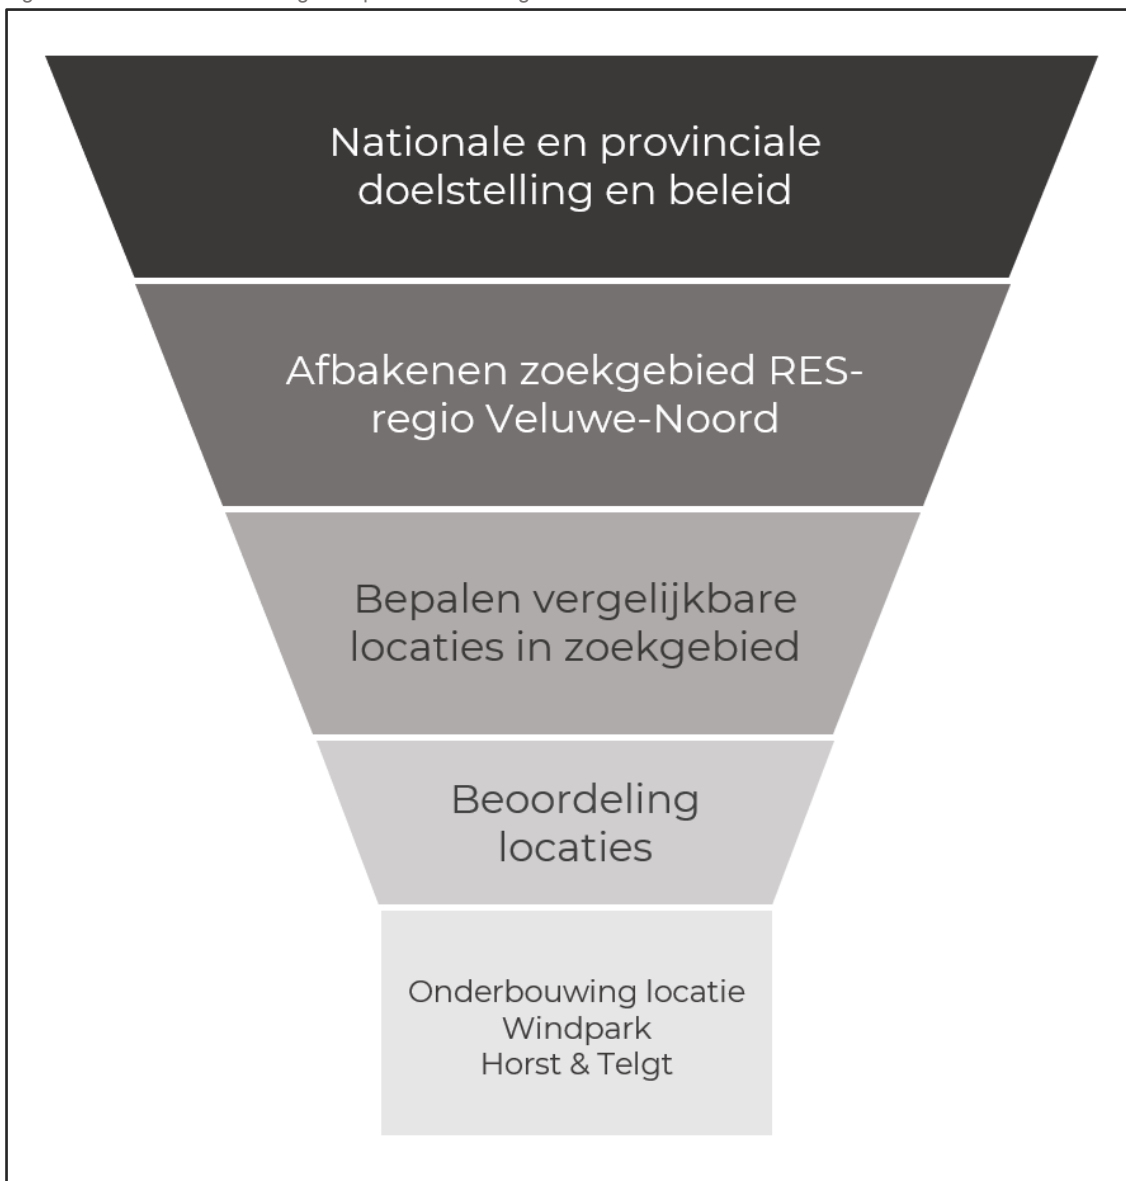 Nationale en provinciale
doelstelling en beleid
Afbakenen zoekgebied RES-
regio Veluwe-Noord
Bepalen vergelijkbare
locaties in zoekgebied
Beoordeling
locaties
Onderbouwing locatie
Windpark
Horst & Telgt